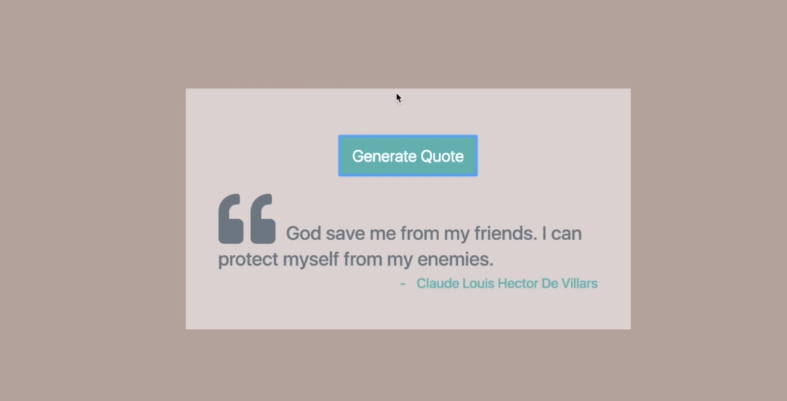 Generate Quote
God save me from my friends. I can
protect myself from my enemies.
- Claude Louis Hector De Villars